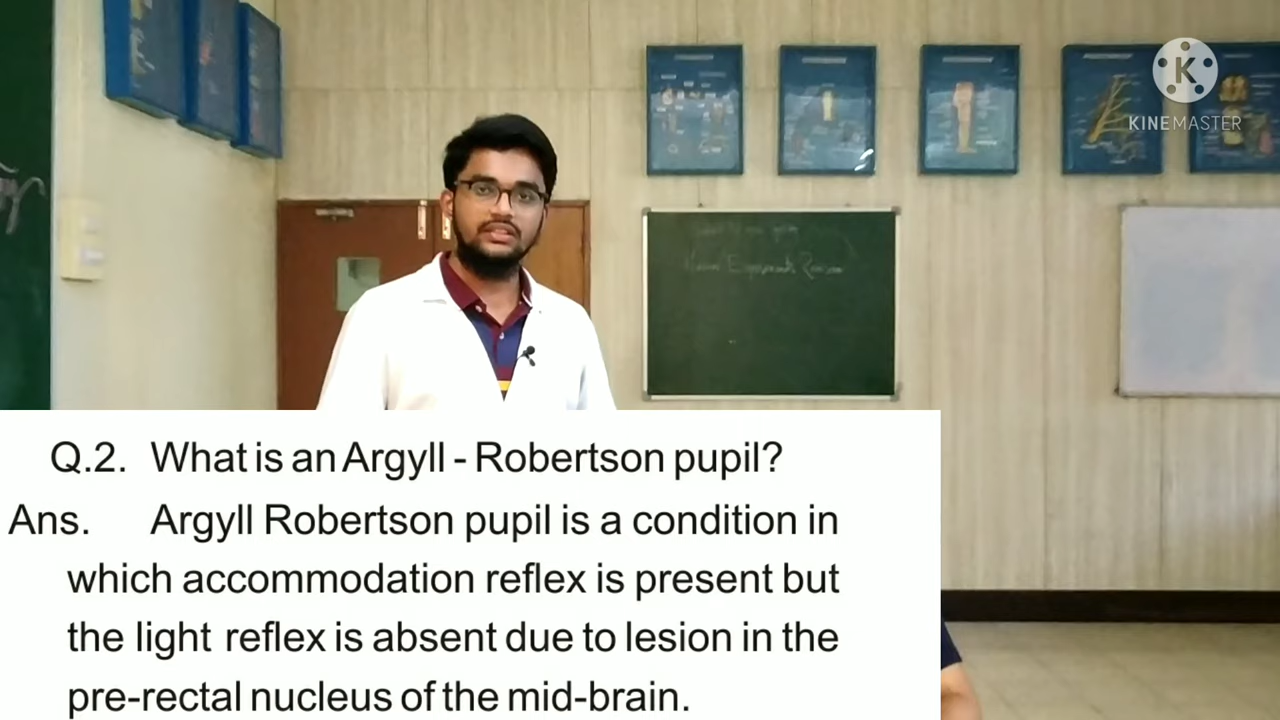 KINEMASTER
Q.2. What is an Argyll - Robertson pupil?
Ans. Argyll Robertson pupil is a condition in
which accommodation reflex is present but
the light reflex is absent due to lesion in the
pre-rectal nucleus of the mid-brain.